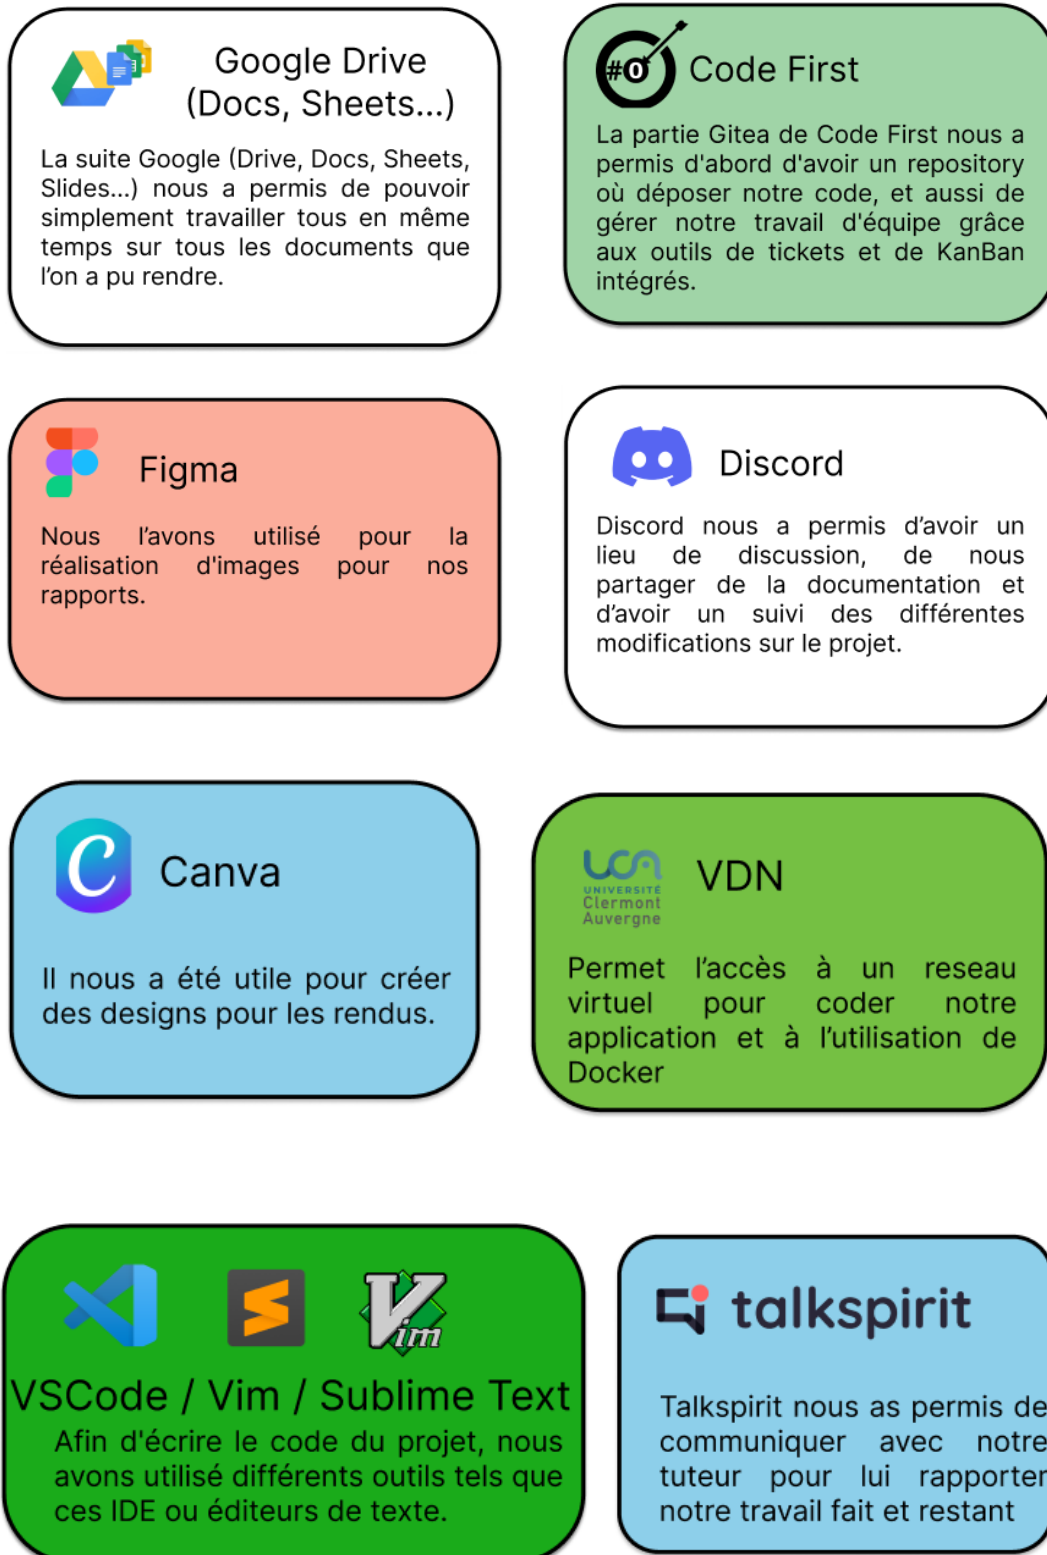 Google Drive
(Docs, Sheets...)
La suite Google (Drive, Docs, Sheets,
Slides...) nous a permis de pouvoir
simplement travailler tous en même
temps sur tous les documents que
l’on a pu rendre.
#0
Code First
La partie Gitea de Code First nous a
permis d'abord d'avoir un repository
où déposer notre code, et aussi de
gérer notre travail d'équipe grâce
aux outils de tickets et de KanBan
intégrés.
Figma
Nous l’avons utilisé pour la
réalisation d'images pour nos
rapports.
Discord
Discord nous a permis d’avoir un
lieu de discussion, de nous
partager de la documentation et
d’avoir un suivi des différentes
modifications sur le projet.
C
Canva
Il nous a été utile pour créer
des designs pour les rendus.
UCA
UNIVERSITÉ
Clermont
Auvergne
VDN
Permet l’accès à un reseau
virtuel pour coder notre
application et à l’utilisation de
Docker
Vim
VSCode / Vim / Sublime Text
Afin d'écrire le code du projet, nous
avons utilisé différents outils tels que
ces IDE ou éditeurs de texte.
talkspirit
Talkspirit nous as permis de
communiquer avec notre
tuteur pour lui rapporter
notre travail fait et restant